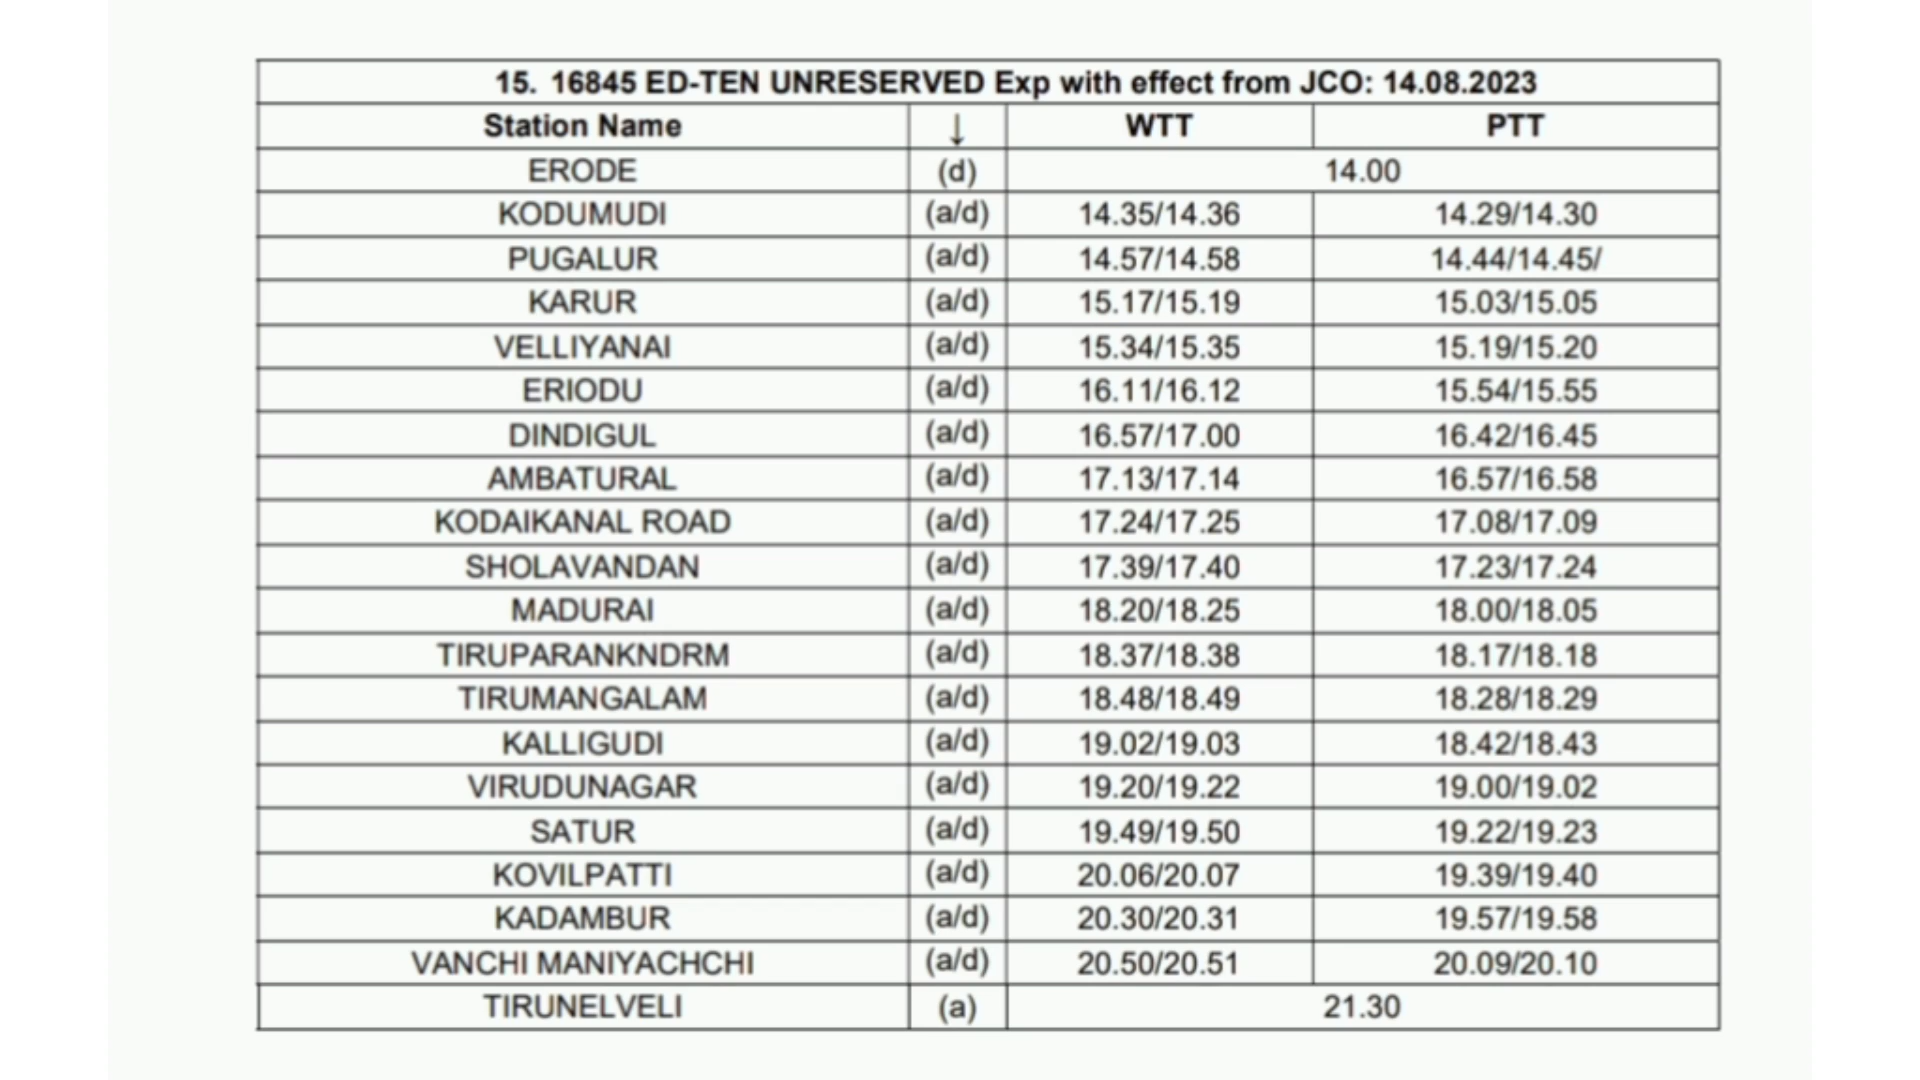 15. 16845 ED-TEN UNRESERVED Exp with effect from JCO: 14.08.2023
Station Name ↓ WTT PTT
ERODE (d) 14.00
KODUMUDI (a/d) 14.35/14.36 14.29/14.30
PUGALUR (a/d) 14.57/14.58 14.44/14.45/
KARUR (a/d) 15.17/15.19 15.03/15.05
VELLIYANAI (a/d) 15.34/15.35 15.19/15.20
ERIODU (a/d) 16.11/16.12 15.54/15.55
DINDIGUL (a/d) 16.57/17.00 16.42/16.45
AMBATURAL (a/d) 17.13/17.14 16.57/16.58
KODAIKANAL ROAD (a/d) 17.24/17.25 17.08/17.09
SHOLAVANDAN (a/d) 17.39/17.40 17.23/17.24
MADURAI (a/d) 18.20/18.25 18.00/18.05
TIRUPARANKNDRM (a/d) 18.37/18.38 18.17/18.18
TIRUMANGALAM (a/d) 18.48/18.49 18.28/18.29
KALLIGUDI (a/d) 19.02/19.03 18.42/18.43
VIRUDUNAGAR (a/d) 19.20/19.22 19.00/19.02
SATUR (a/d) 19.49/19.50 19.22/19.23
KOVILPATTI (a/d) 20.06/20.07 19.39/19.40
KADAMBUR (a/d) 20.30/20.31 19.57/19.58
VANCHI MANIYACHCHI (a/d) 20.50/20.51 20.09/20.10
TIRUNELVELI (a) 21.30